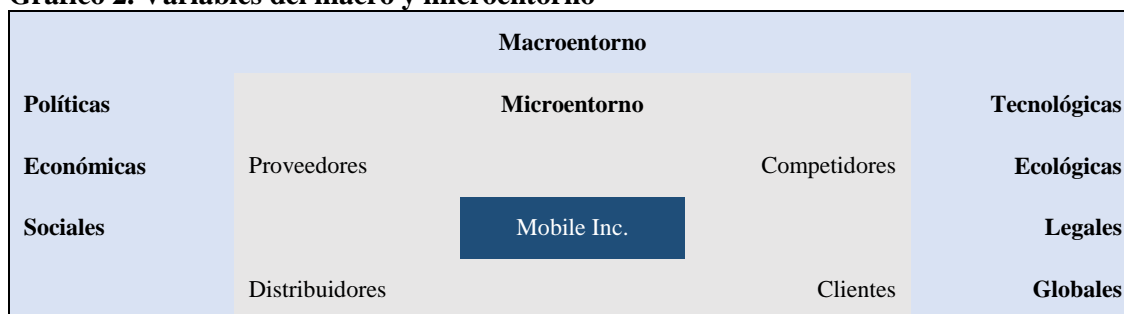 Gráfico 2. Variables del macro y microentorno
Macroentorno
Políticas Microentorno Tecnológicas
Económicas Proveedores Competidores Ecológicas
Sociales Mobile Inc. Legales
Distribuidores Clientes Globales